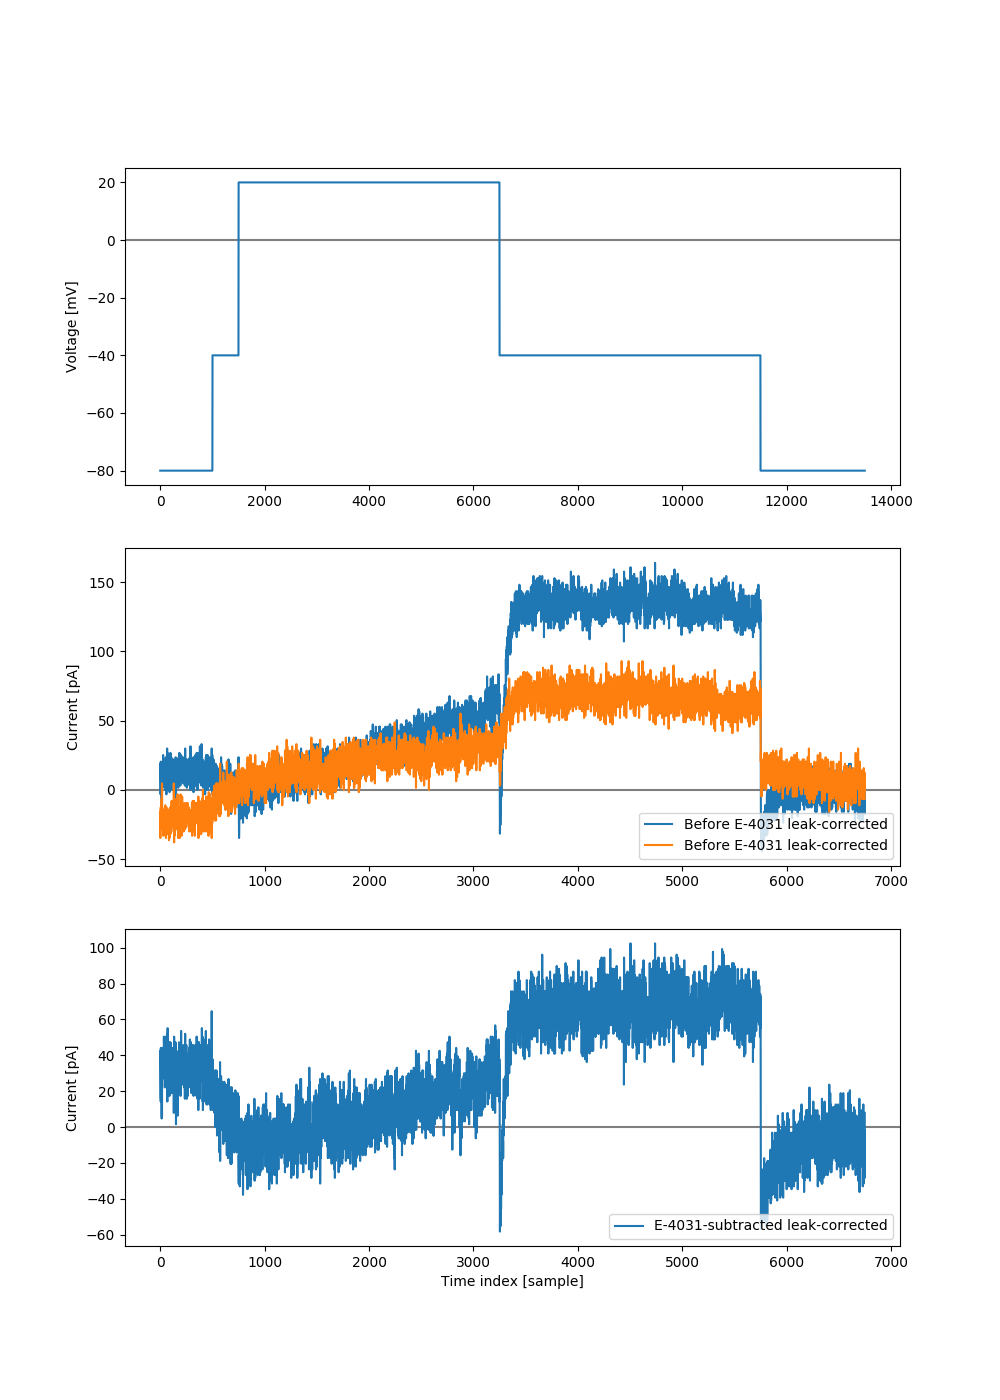 Voltage [mV]
20
0
−20
−40
−60
−80
0 2000 4000 6000 8000 10000 12000 14000
Current [pA]
150
100
50
0
−50
Before E-4031 leak-corrected
Before E-4031 leak-corrected
0 1000 2000 3000 4000 5000 6000 7000
Current [pA]
100
80
60
40
20
0
−20
−40
−60
E-4031-subtracted leak-corrected
0 1000 2000 3000 4000 5000 6000 7000
Time index [sample]